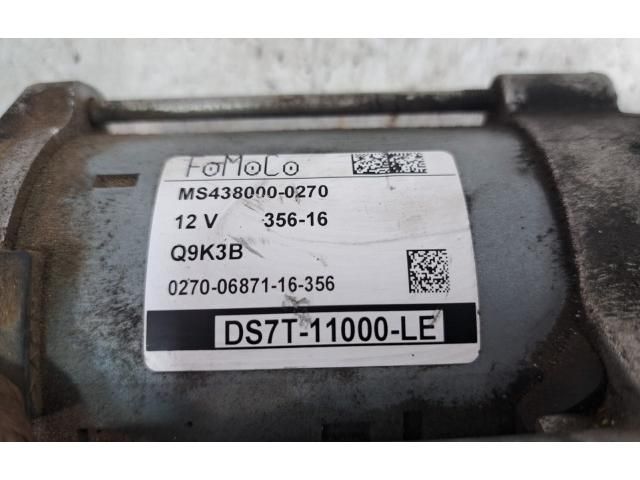 FoMoCo
MS438000-0270
12 V 356-16
Q9K3B
0270-06871-16-356
DS7T-11000-LE